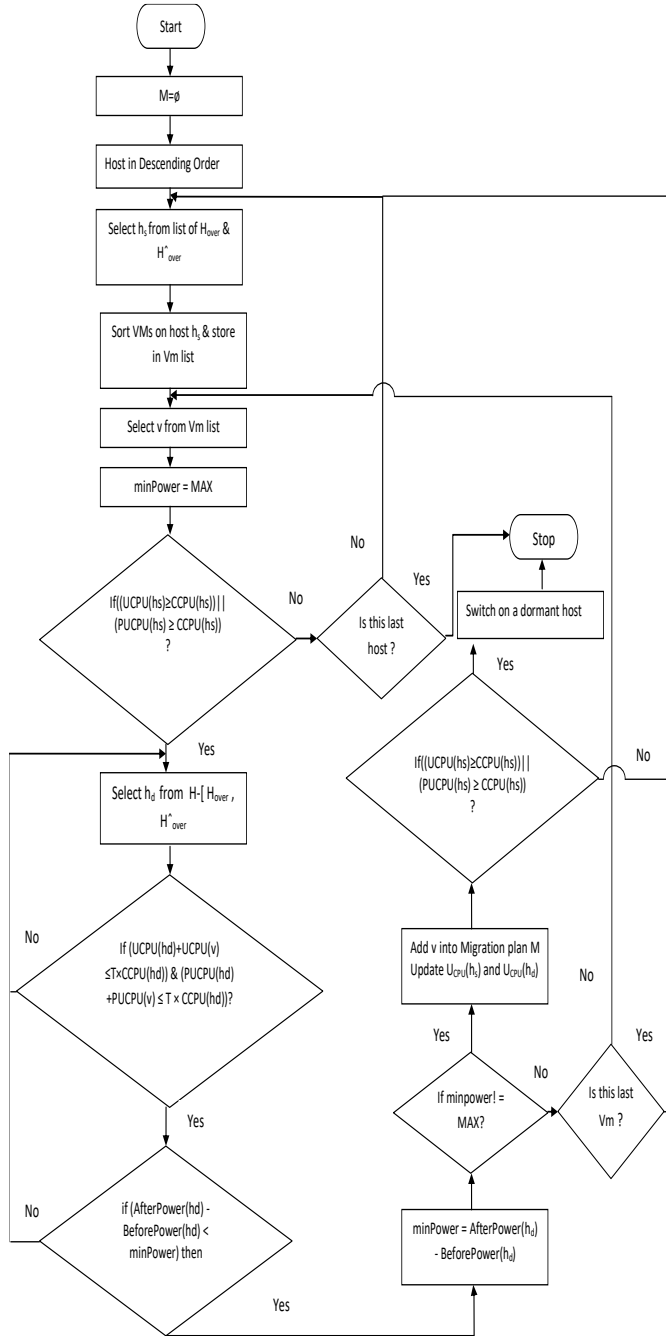 Start
M=ø
Host in Descending Order
Select hs from list of Hover &
H^over
Sort VMs on host hs & store
in Vm list
Select v from Vm list
minPower = MAX
If((UCPU(hs)≥CCPU(hs))||
(PUCPU(hs) ≥ CCPU(hs))
?
No
Yes
Is this last
host ?
No
Yes
Stop
Switch on a dormant host
Yes
If((UCPU(hs)≥CCPU(hs))||
(PUCPU(hs) ≥ CCPU(hs))
?
No
Select hd from H-[ Hover ,
H^over
If (UCPU(hd)+UCPU(v)
≤T×CCPU(hd)) & (PUCPU(hd)
+PUCPU(v) ≤ T × CCPU(hd))?
No
Yes
Add v into Migration plan M
Update UCPU(hs) and UCPU(hd)
Yes
If minpower! =
MAX?
No
No
Yes
Is this last
Vm ?
if (AfterPower(hd) -
BeforePower(hd) <
minPower) then
No
Yes
minPower = AfterPower(hd)
- BeforePower(hd)